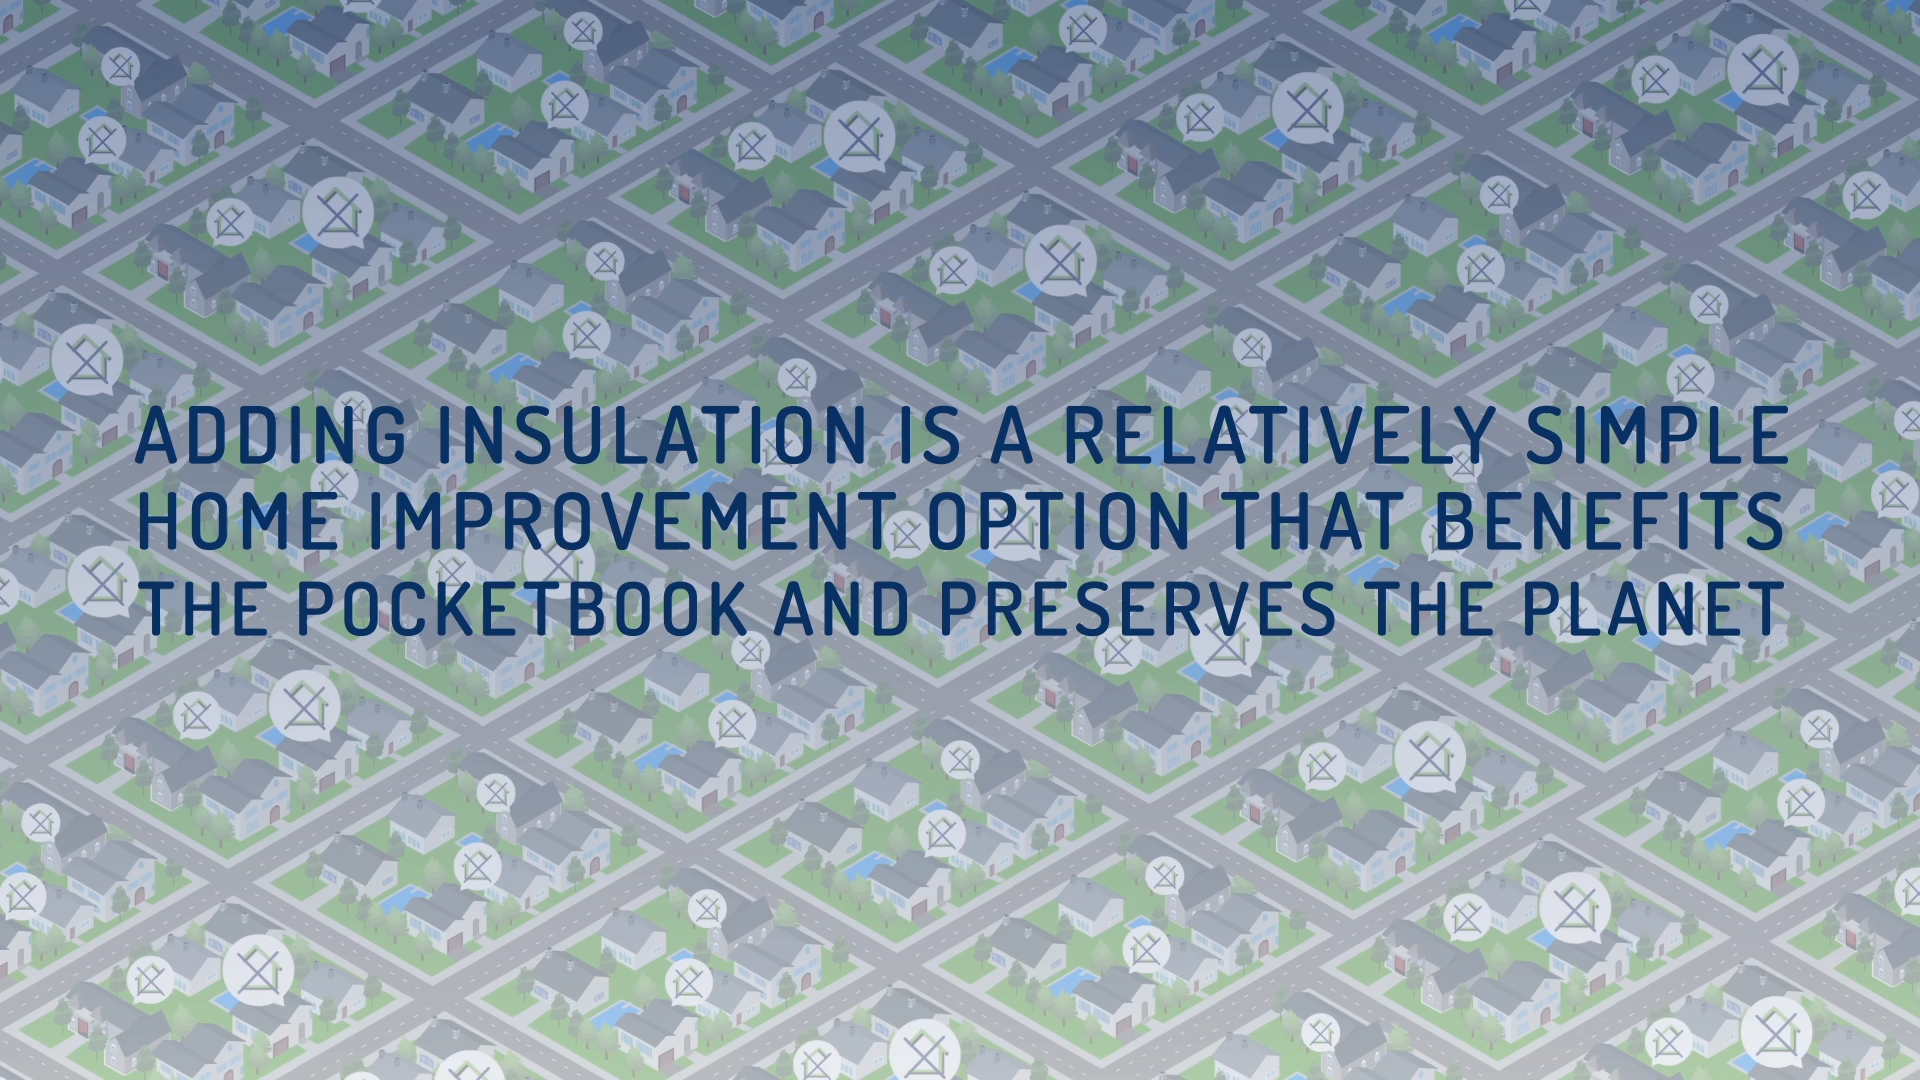 ADDING INSULATION IS A RELATIVELY SIMPLE
HOME IMPROVEMENT OPTION THAT BENEFITS
THE POCKETBOOK AND PRESERVES THE PLANET